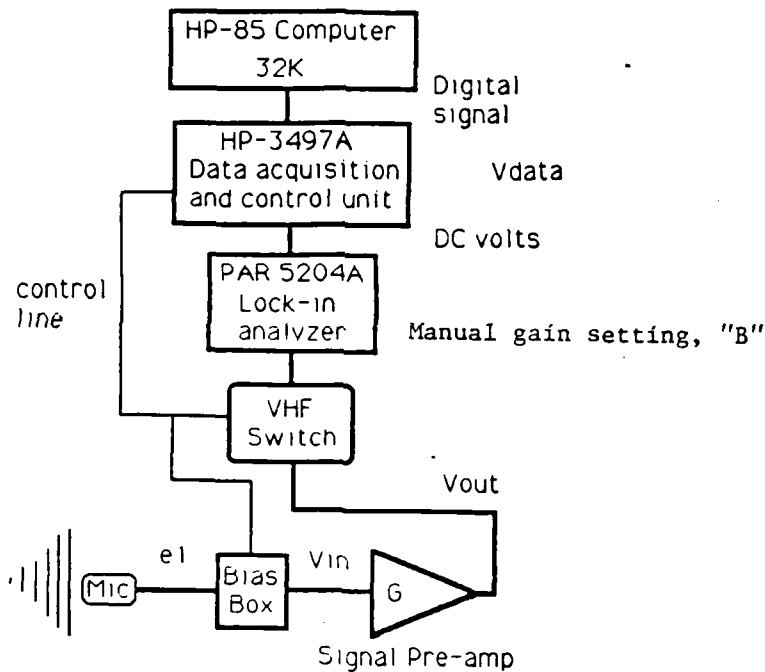 HP-85 Computer
32K
Digital
signal
HP-3497A
Data acquisition
and control unit
Vdata
DC volts
control
line
PAR 5204A
Lock-in
analyzer
Manual gain setting, "B"
VHF
Switch
Vout
e1
Vin
Mic
Bias
Box
G
Signal Pre-amp